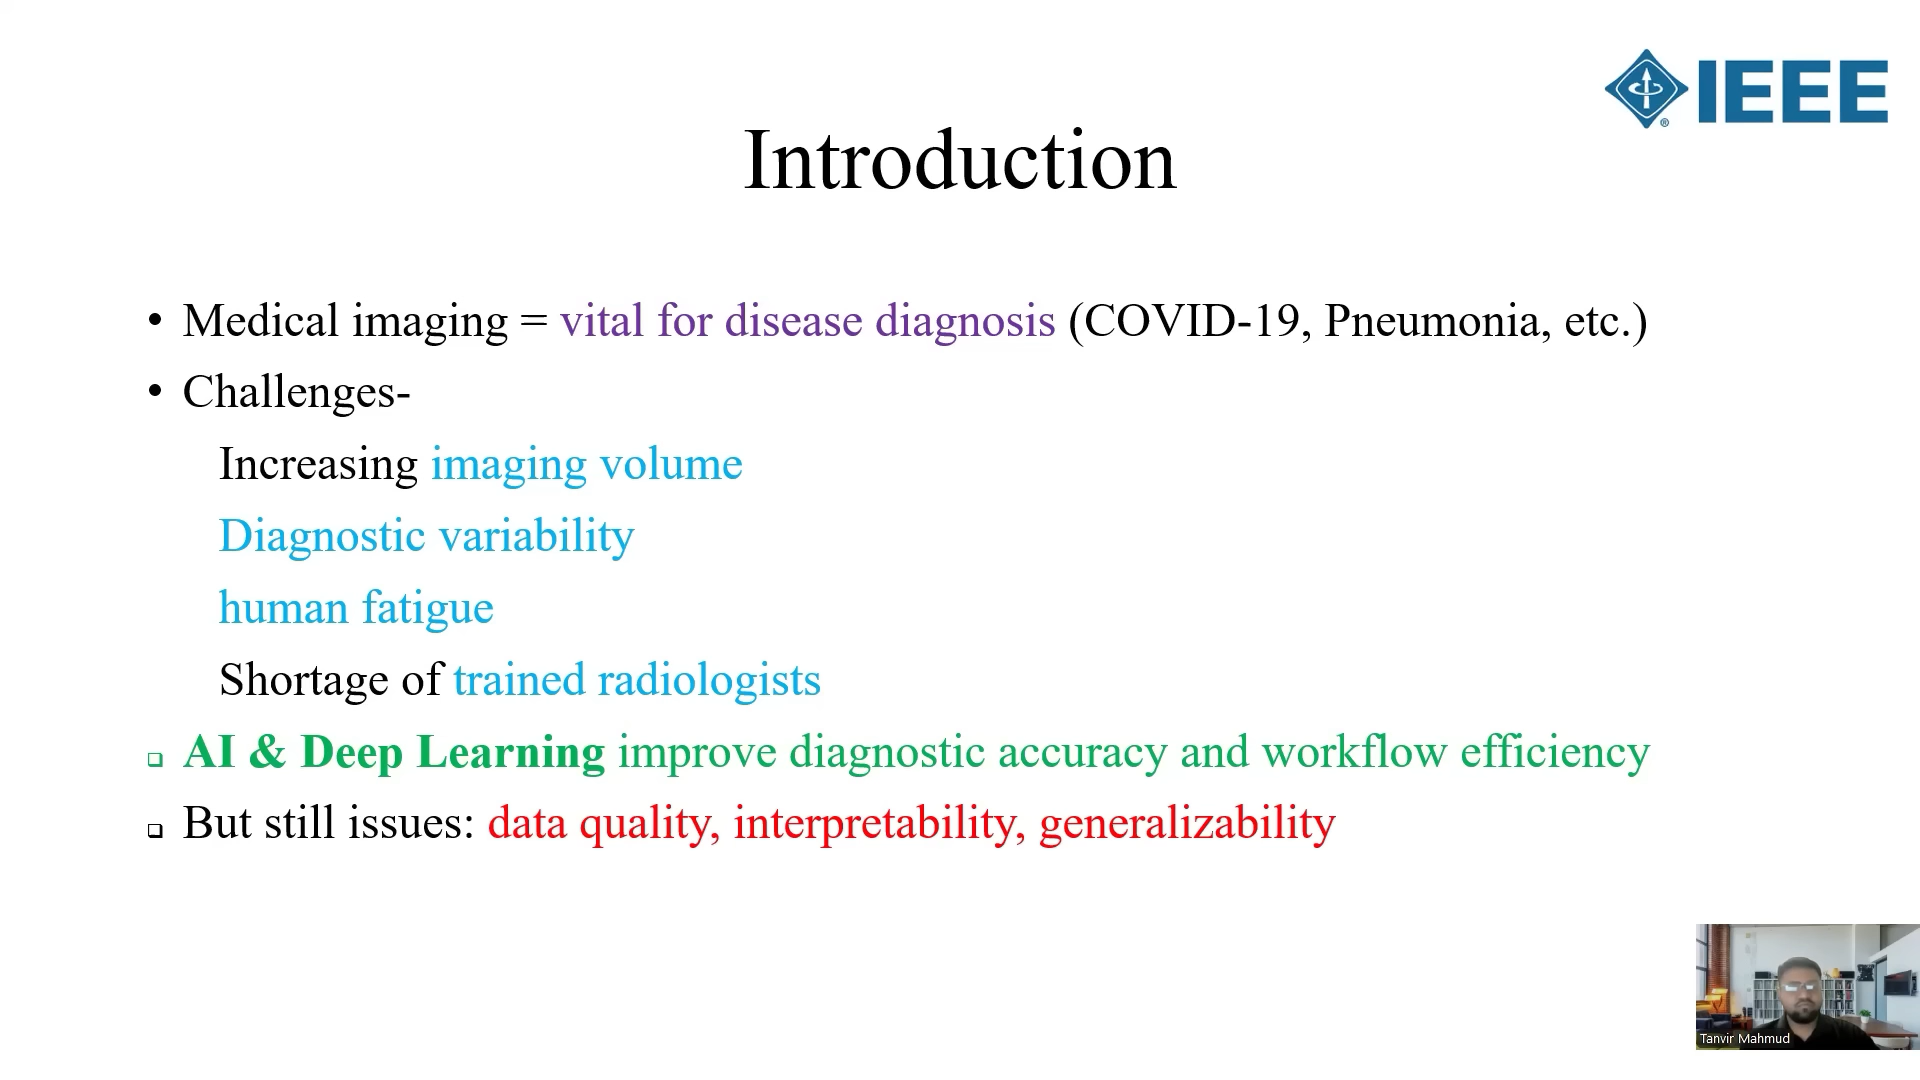 IEEE
®
Introduction
• Medical imaging = vital for disease diagnosis (COVID-19, Pneumonia, etc.)
• Challenges-
Increasing imaging volume
Diagnostic variability
human fatigue
Shortage of trained radiologists
❑ AI & Deep Learning improve diagnostic accuracy and workflow efficiency
❑ But still issues: data quality, interpretability, generalizability
Tanvir Mahmud